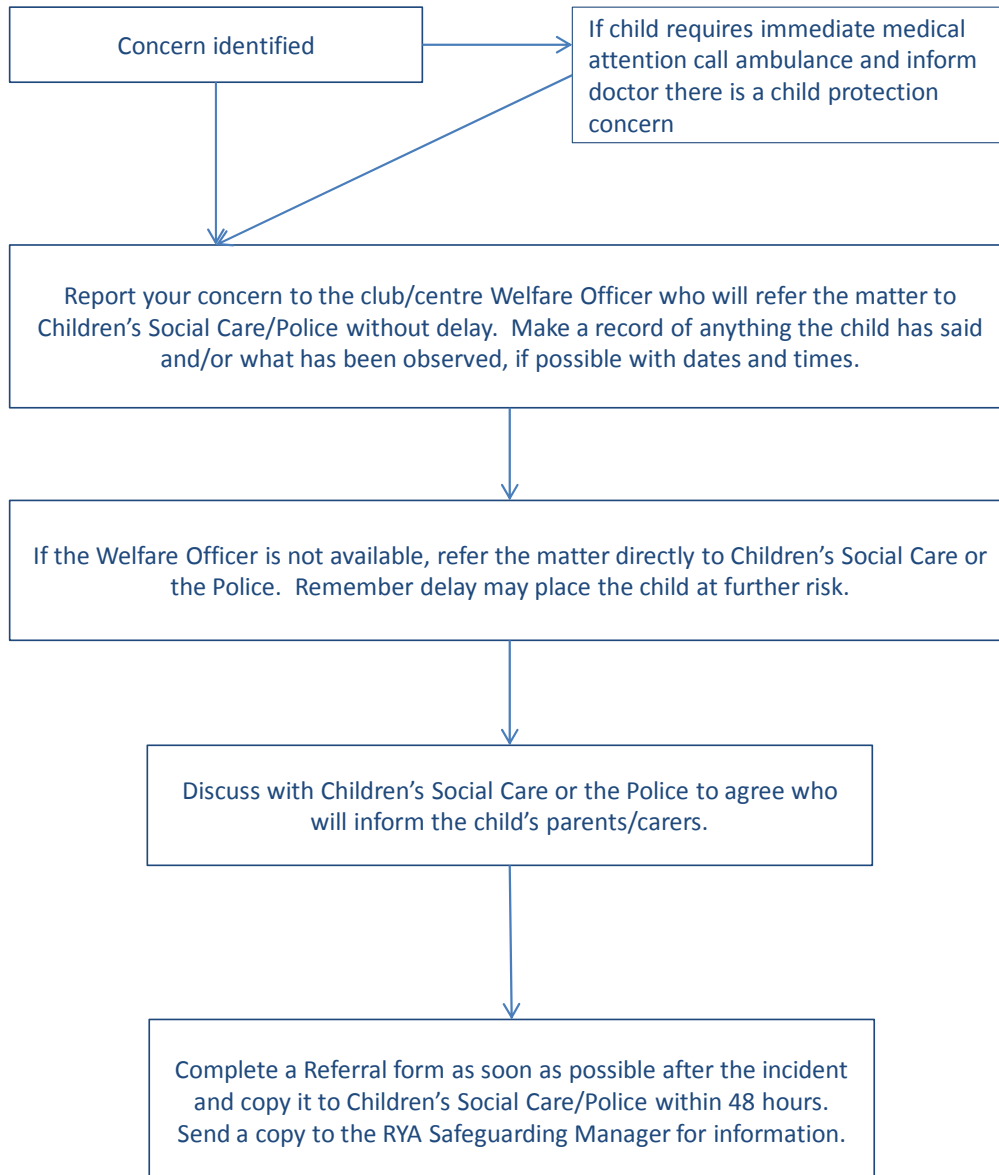 Concern identified
If child requires immediate medical
attention call ambulance and inform
doctor there is a child protection
concern
Report your concern to the club/centre Welfare Officer who will refer the matter to
Children’s Social Care/Police without delay.  Make a record of anything the child has said
and/or what has been observed, if possible with dates and times.
If the Welfare Officer is not available, refer the matter directly to Children’s Social Care or
the Police.  Remember delay may place the child at further risk.
Discuss with Children’s Social Care or the Police to agree who
will inform the child’s parents/carers.
Complete a Referral form as soon as possible after the incident
and copy it to Children’s Social Care/Police within 48 hours.
Send a copy to the RYA Safeguarding Manager for information.